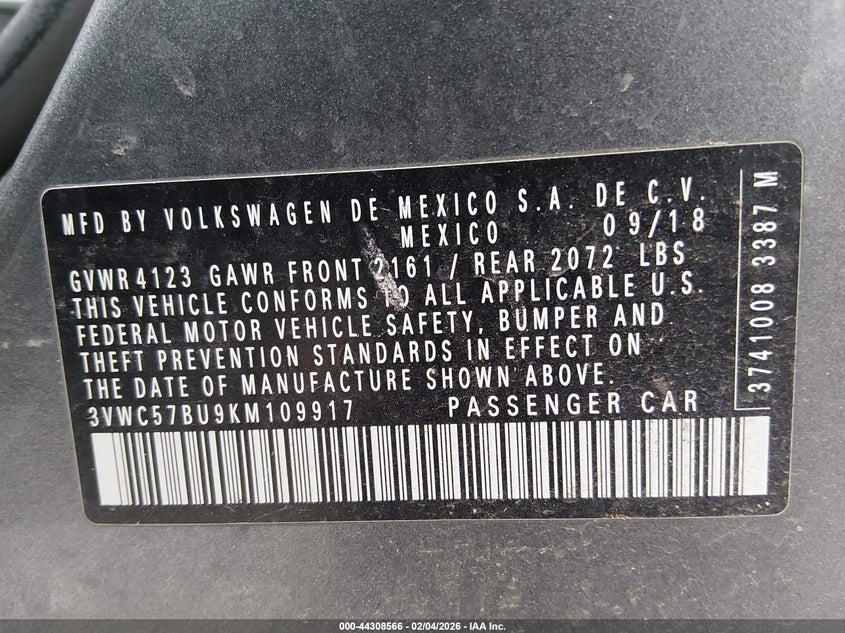 MFD BY VOLKSWAGEN DE MEXICO S.A. DE C.V.
MEXICO 09/18
GVWR 4123 GAWR FRONT 2161 / REAR 2072 LBS
THIS VEHICLE CONFORMS TO ALL APPLICABLE U.S.
FEDERAL MOTOR VEHICLE SAFETY, BUMPER AND
THEFT PREVENTION STANDARDS IN EFFECT ON
THE DATE OF MANUFACTURE SHOWN ABOVE.
3VWC57BU9KM109917 PASSENGER CAR
3741008 3387 M
000-44308566 - 02/04/2026 - IAA Inc.